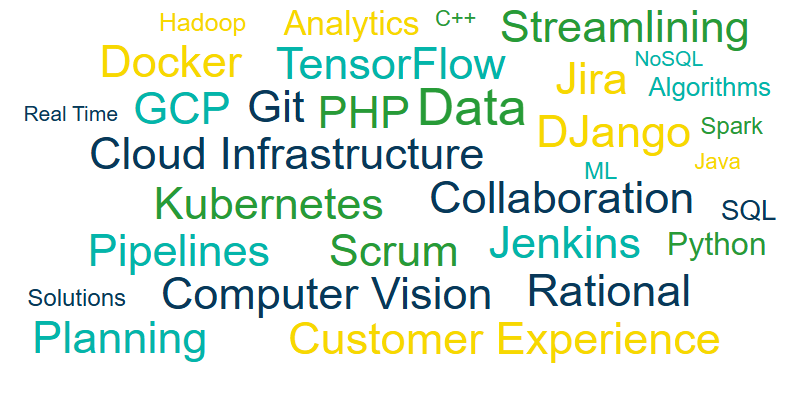 Hadoop Analytics C++ Streamlining
Docker TensorFlow Jira NoSQL
Algorithms
Real Time GCP Git PHP Data
DJango Spark
Cloud Infrastructure ML Java
Kubernetes Collaboration SQL
Pipelines Scrum Jenkins Python
Solutions Computer Vision Rational
Planning Customer Experience